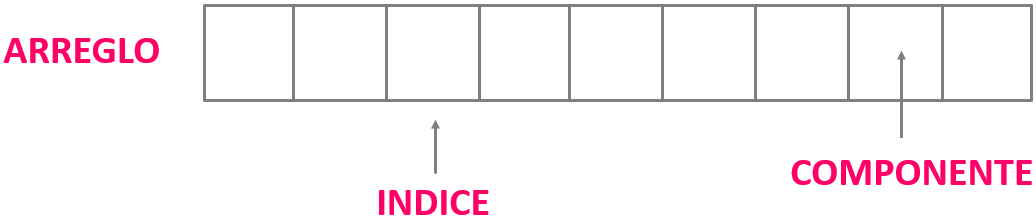 ARREGLO
INDICE
COMPONENTE